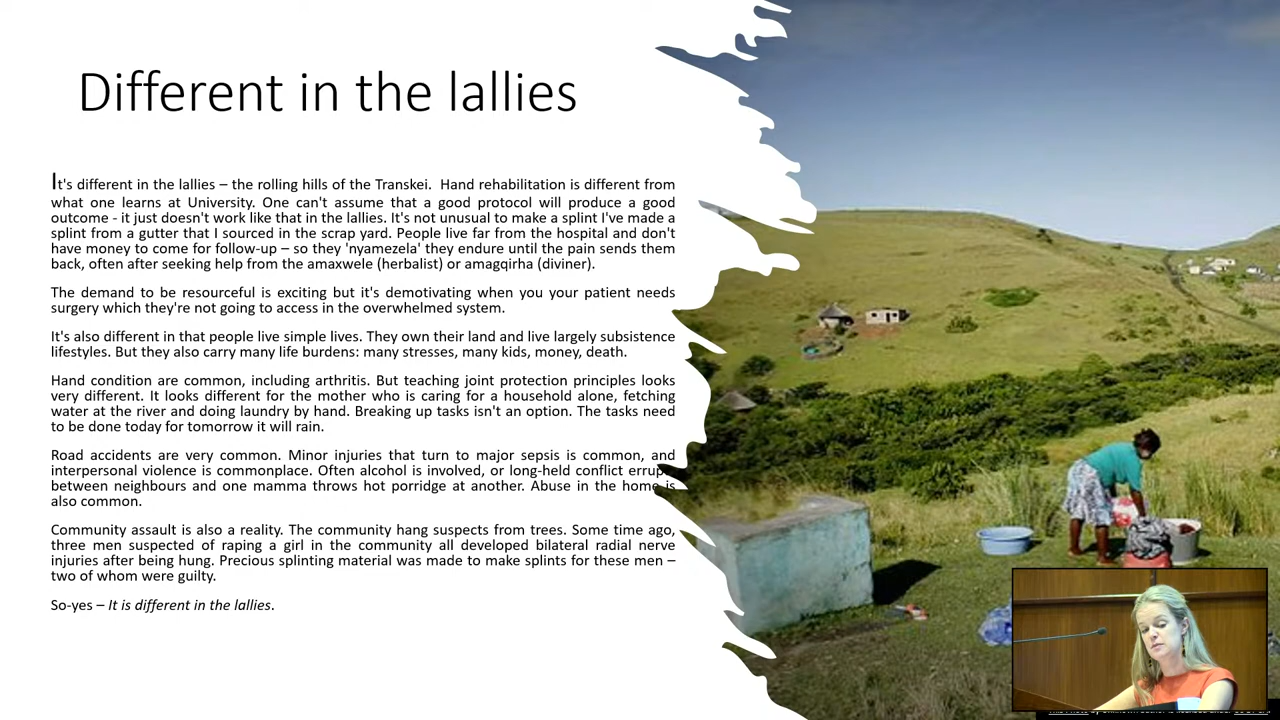 Different in the lallies
It's different in the lallies – the rolling hills of the Transkei.  Hand rehabilitation is different from
what one learns at University. One can't assume that a good protocol will produce a good
outcome - it just doesn't work like that in the lallies. It's not unusual to make a splint I've made a
splint from a gutter that I sourced in the scrap yard. People live far from the hospital and don't
have money to come for follow-up – so they 'nyamezela' they endure until the pain sends them
back, often after seeking help from the amaxwele (herbalist) or amagqirha (diviner).
The demand to be resourceful is exciting but it's demotivating when you your patient needs
surgery which they're not going to access in the overwhelmed system.
It's also different in that people live simple lives. They own their land and live largely subsistence
lifestyles. But they also carry many life burdens: many stresses, many kids, money, death.
Hand condition are common, including arthritis. But teaching joint protection principles looks
very different. It looks different for the mother who is caring for a household alone, fetching
water at the river and doing laundry by hand. Breaking up tasks isn't an option. The tasks need
to be done today for tomorrow it will rain.
Road accidents are very common. Minor injuries that turn to major sepsis is common, and
interpersonal violence is commonplace. Often alcohol is involved, or long-held conflict
between neighbours and one mamma throws hot porridge at another. Abuse in the home is
also common.
Community assault is also a reality. The community hang suspects from trees. Some time ago,
three men suspected of raping a girl in the community all developed bilateral radial nerve
injuries after being hung. Precious splinting material was made to make splints for these men –
two of whom were guilty.
So-yes – It is different in the lallies.